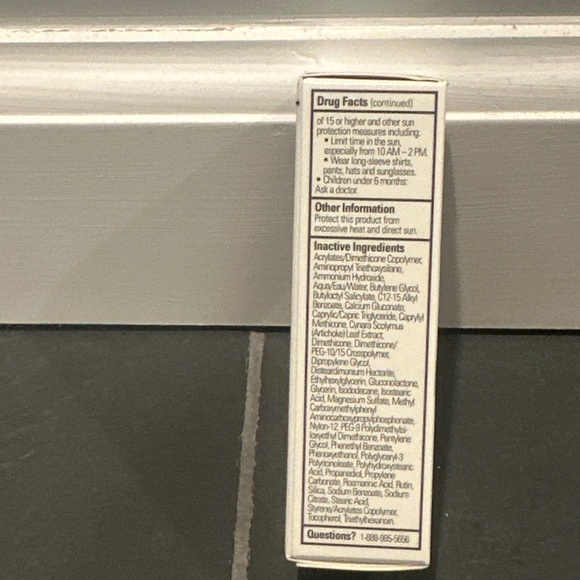 Drug Facts (continued)
of 15 or higher and other sun
protection measures including:
• Limit time in the sun,
especially from 10 AM – 2 PM.
• Wear long-sleeve shirts,
pants, hats and sunglasses.
• Children under 6 months:
Ask a doctor.
Other Information
Protect this product from
excessive heat and direct sun.
Inactive Ingredients
Acrylates/Dimethicone Copolymer,
Aminopropyl Triethoxysilane,
Ammonium Hydroxide,
Aqua/Eau/Water, Butylene Glycol,
Butyloctyl Salicylate, C12-15 Alkyl
Benzoate, Calcium Gluconate,
Caprylic/Capric Triglyceride, Caprylyl
Methicone, Cynara Scolymus
(Artichoke) Leaf Extract,
Dimethicone, Dimethicone/
PEG-10/15 Crosspolymer,
Dipropylene Glycol,
Disteardimonium Hectorite,
Ethylhexylglycerin, Gluconolactone,
Glycerin, Isododecane, Isostearic
Acid, Magnesium Sulfate, Methyl
Carboxymethylphenyl
Aminocarboxypropylphosphonate,
Nylon-12, PEG-9 Polydimethylsi-
loxyethyl Dimethicone, Pentylene
Glycol, Phenethyl Benzoate,
Phenoxyethanol, Polyglyceryl-3
Polyricinoleate, Polyhydroxystearic
Acid, Propanediol, Propylene
Carbonate, Rosmarinic Acid, Rutin,
Silica, Sodium Benzoate, Sodium
Citrate, Stearic Acid,
Styrene/Acrylates Copolymer,
Tocopherol, Triethylhexanoin.
Questions? 1-888-995-5656